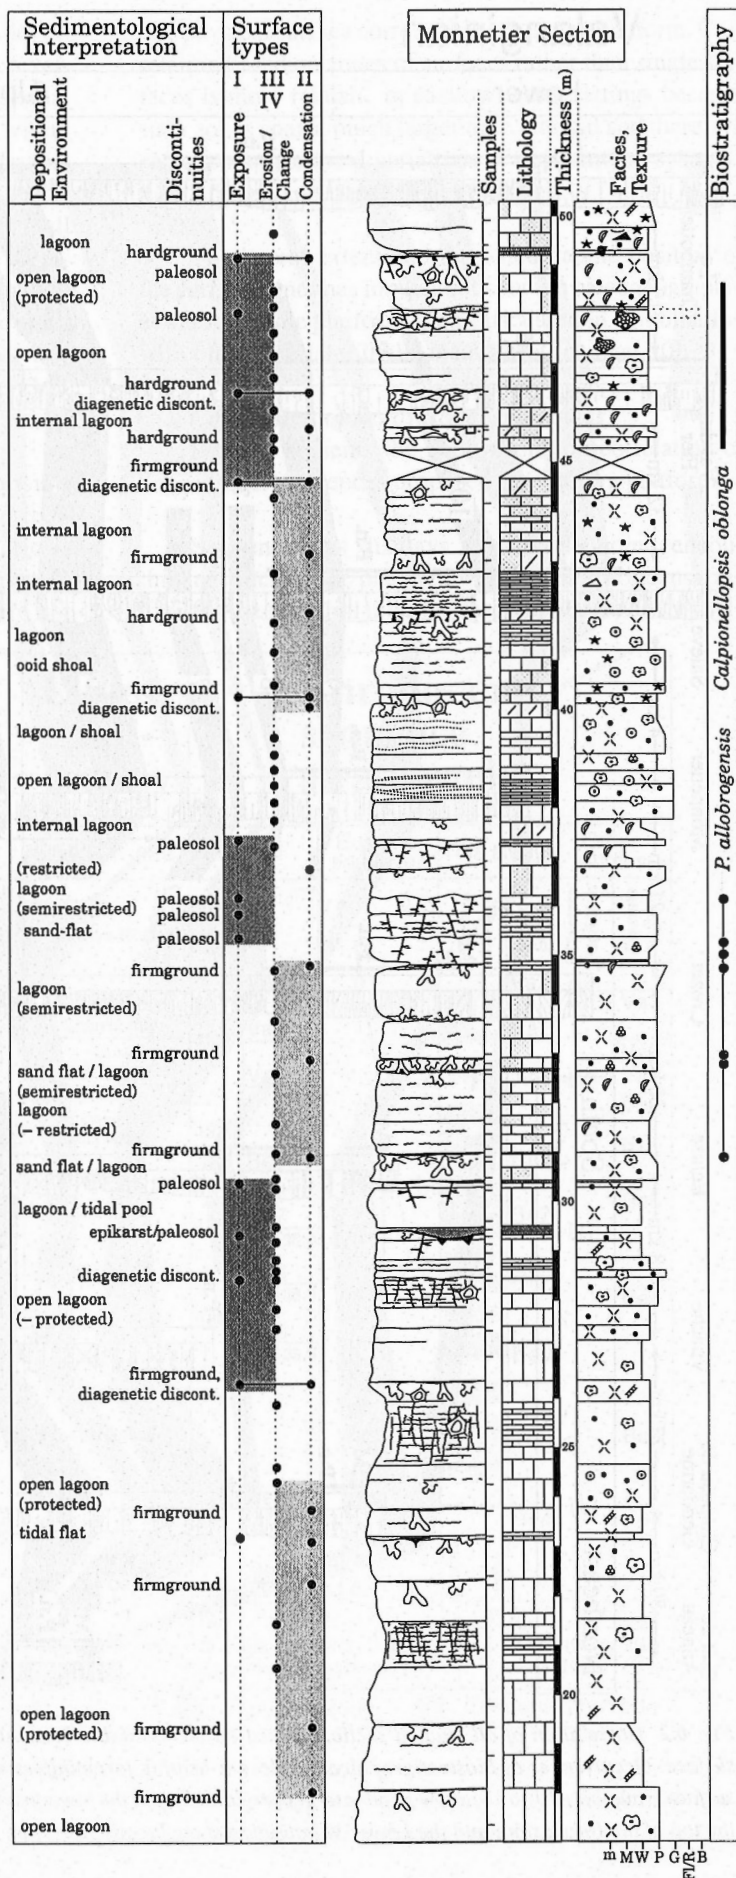 Sedimentological
Interpretation
Surface
types
Monnetier Section
Depositional
Environment
Disconti-
nuities
I
Exposure
III
IV
Erosion
Change
II
Condensation
Samples
Lithology
Thickness (m)
Facies,
Texture
Biostratigraphy
lagoon
hardground
paleosol
open lagoon
(protected)
paleosol
open lagoon
hardground
diagenetic discont.
internal lagoon
hardground
firmground
diagenetic discont.
internal lagoon
firmground
internal lagoon
hardground
lagoon
ooid shoal
firmground
diagenetic discont.
lagoon / shoal
open lagoon / shoal
internal lagoon
paleosol
(restricted)
lagoon
(semirestricted)
sand-flat
paleosol
paleosol
paleosol
firmground
lagoon
(semirestricted)
firmground
sand flat / lagoon
(semirestricted)
lagoon
(– restricted)
firmground
sand flat / lagoon
paleosol
lagoon / tidal pool
epikarst/paleosol
diagenetic discont.
open lagoon
(– protected)
firmground,
diagenetic discont.
open lagoon
(protected)
firmground
tidal flat
firmground
open lagoon
(protected)
firmground
firmground
open lagoon
50
45
40
35
30
25
20
P. allobrogensis
Calpionellopsis oblonga
m M W P G R B
Fl/